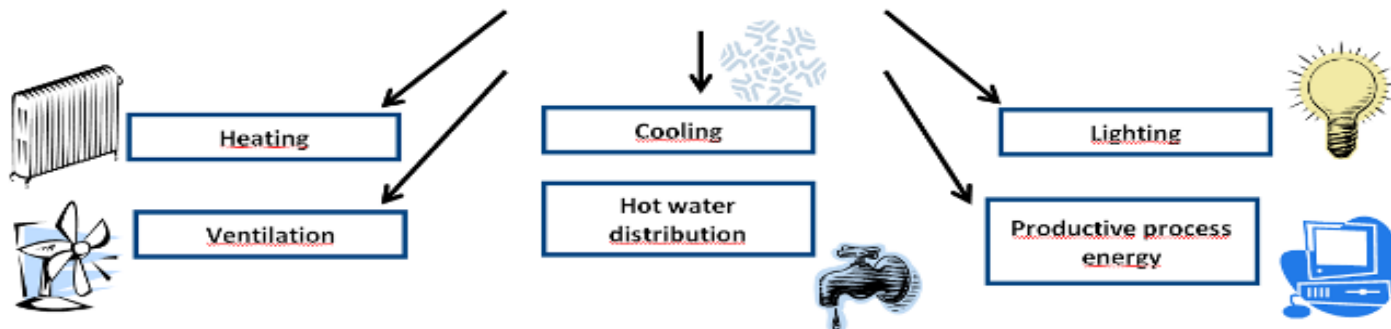 Heating
Cooling
Lighting
Ventilation
Hot water
distribution
Productive process
energy